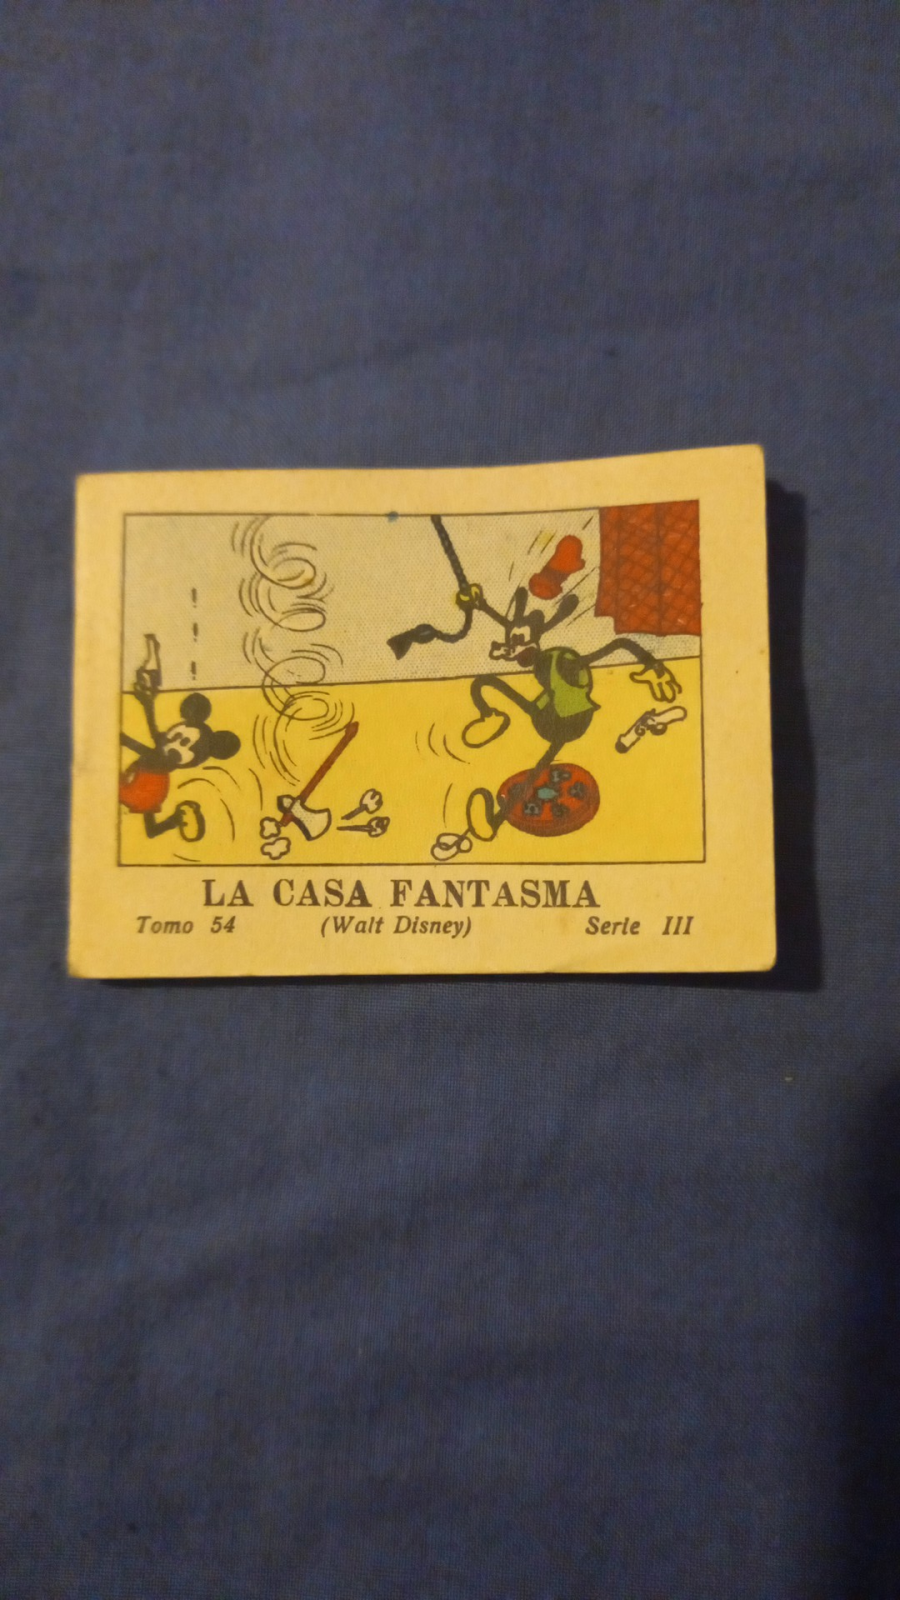 LA CASA FANTASMA
Tomo 54 (Walt Disney) Serie III